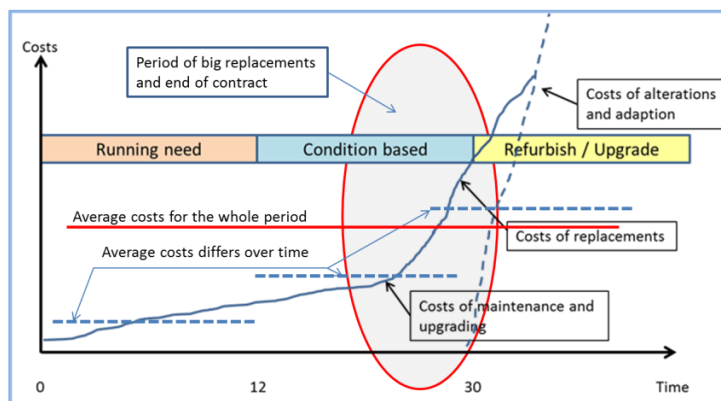 Costs
Period of big replacements
and end of contract
Costs of alterations
and adaption
Running need
Condition based
Refurbish / Upgrade
Average costs for the whole period
Costs of replacements
Average costs differs over time
Costs of maintenance and
upgrading
0
12
30
Time